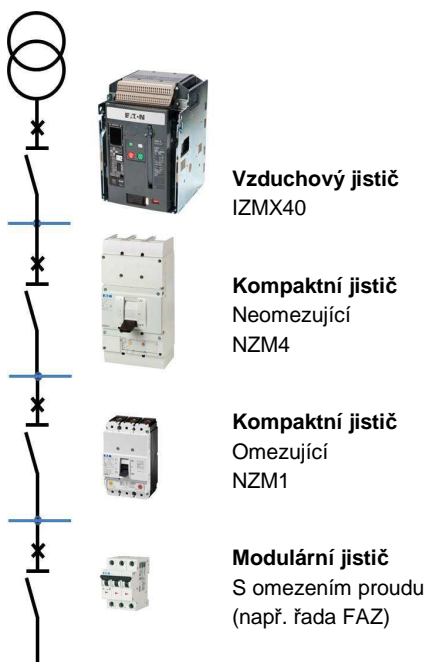 E·T·N
Vzduchový jistič
IZMX40
Kompaktní jistič
Neomezující
NZM4
Kompaktní jistič
Omezující
NZM1
Modulární jistič
S omezením proudu
(např. řada FAZ)